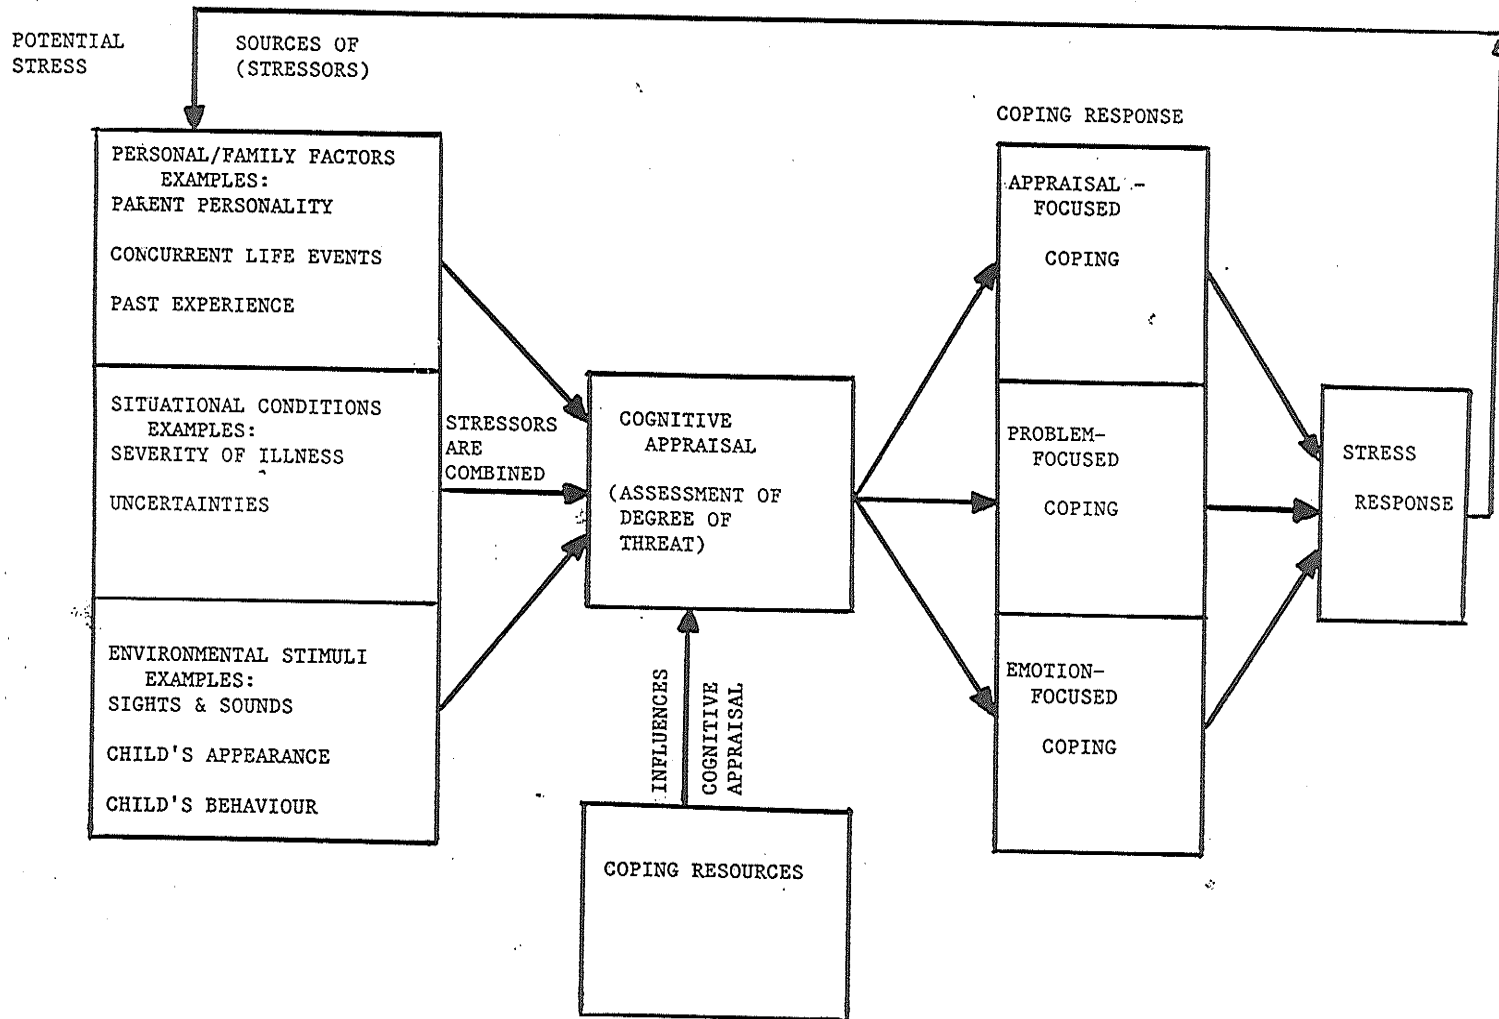 POTENTIAL
STRESS
SOURCES OF
(STRESSORS)
PERSONAL/FAMILY FACTORS
EXAMPLES:
PARENT PERSONALITY
CONCURRENT LIFE EVENTS
PAST EXPERIENCE
SITUATIONAL CONDITIONS
EXAMPLES:
SEVERITY OF ILLNESS
UNCERTAINTIES
ENVIRONMENTAL STIMULI
EXAMPLES:
SIGHTS & SOUNDS
CHILD'S APPEARANCE
CHILD'S BEHAVIOUR
STRESSORS
ARE
COMBINED
COGNITIVE
APPRAISAL
(ASSESSMENT OF
DEGREE OF
THREAT)
INFLUENCES
COGNITIVE
APPRAISAL
COPING RESOURCES
COPING RESPONSE
APPRAISAL -
FOCUSED
COPING
PROBLEM-
FOCUSED
COPING
EMOTION-
FOCUSED
COPING
STRESS
RESPONSE